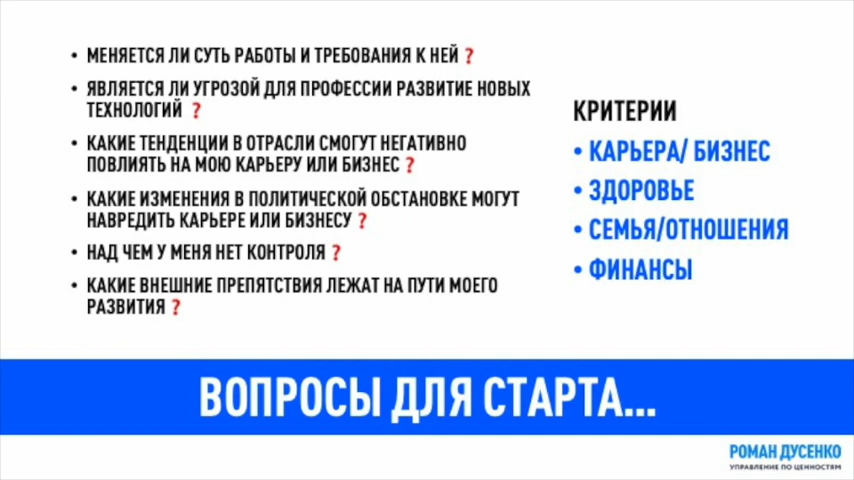 • МЕНЯЕТСЯ ЛИ СУТЬ РАБОТЫ И ТРЕБОВАНИЯ К НЕЙ ❓
• ЯВЛЯЕТСЯ ЛИ УГРОЗОЙ ДЛЯ ПРОФЕССИИ РАЗВИТИЕ НОВЫХ
ТЕХНОЛОГИЙ ❓
• КАКИЕ ТЕНДЕНЦИИ В ОТРАСЛИ СМОГУТ НЕГАТИВНО
ПОВЛИЯТЬ НА МОЮ КАРЬЕРУ ИЛИ БИЗНЕС ❓
• КАКИЕ ИЗМЕНЕНИЯ В ПОЛИТИЧЕСКОЙ ОБСТАНОВКЕ МОГУТ
НАВРЕДИТЬ КАРЬЕРЕ ИЛИ БИЗНЕСУ ❓
• НАД ЧЕМ У МЕНЯ НЕТ КОНТРОЛЯ ❓
• КАКИЕ ВНЕШНИЕ ПРЕПЯТСТВИЯ ЛЕЖАТ НА ПУТИ МОЕГО
РАЗВИТИЯ ❓
КРИТЕРИИ
• КАРЬЕРА/ БИЗНЕС
• ЗДОРОВЬЕ
• СЕМЬЯ/ОТНОШЕНИЯ
• ФИНАНСЫ
ВОПРОСЫ ДЛЯ СТАРТА...
РОМАН ДУСЕНКО
УПРАВЛЕНИЕ ПО ЦЕННОСТЯМ